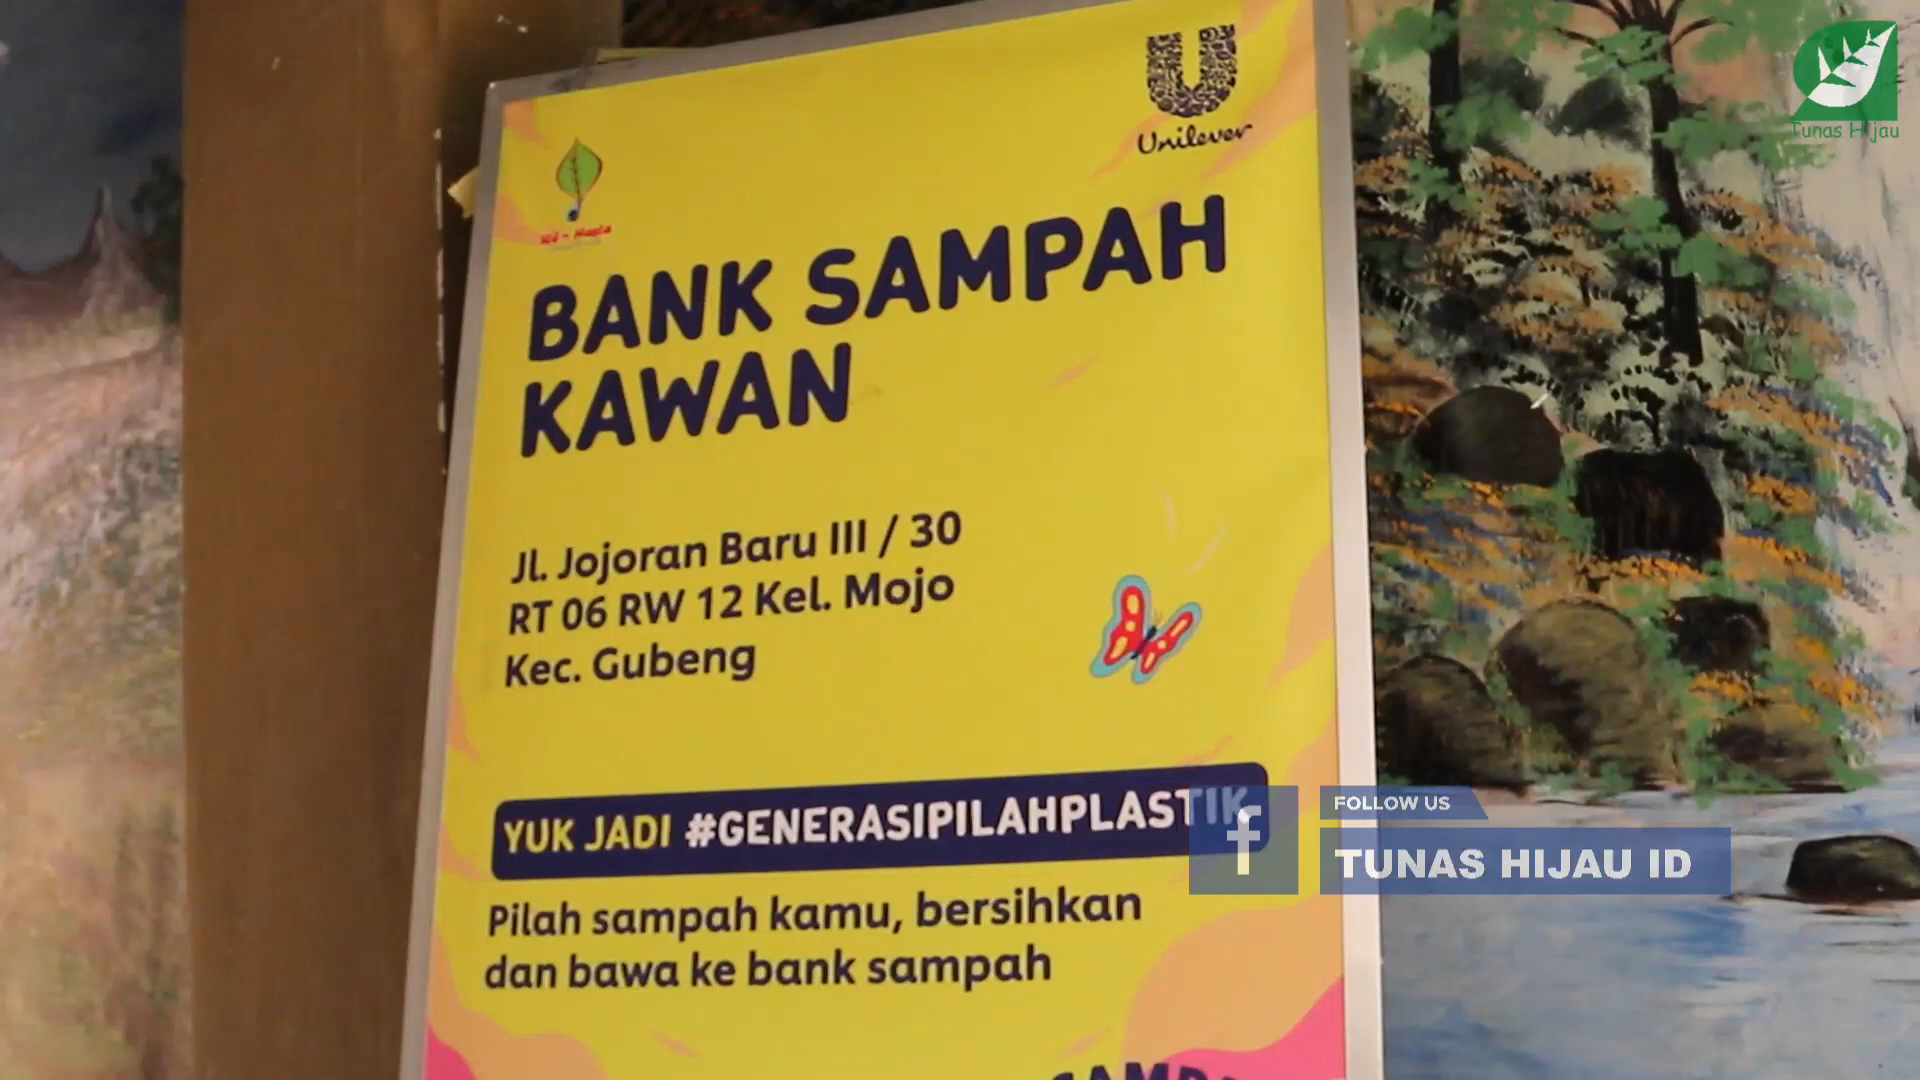 Unilever
Tunas Hijau
BANK SAMPAH
KAWAN
Jl. Jojoran Baru III / 30
RT 06 RW 12 Kel. Mojo
Kec. Gubeng
YUK JADI #GENERASIPILAHPLASTIK
FOLLOW US
TUNAS HIJAU ID
Pilah sampah kamu, bersihkan
dan bawa ke bank sampah